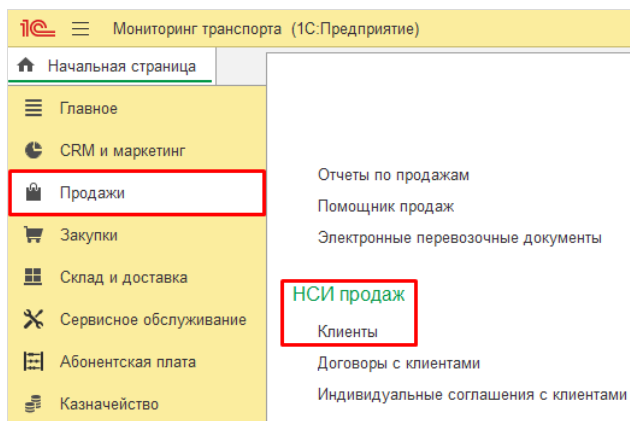 1С Мониторинг транспорта (1С:Предприятие)
Начальная страница
Главное
CRM и маркетинг
Продажи
Закупки
Склад и доставка
Сервисное обслуживание
Абонентская плата
Казначейство
Отчеты по продажам
Помощник продаж
Электронные перевозочные документы
НСИ продаж
Клиенты
Договоры с клиентами
Индивидуальные соглашения с клиентами